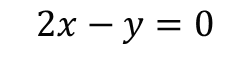 2x − y = 0